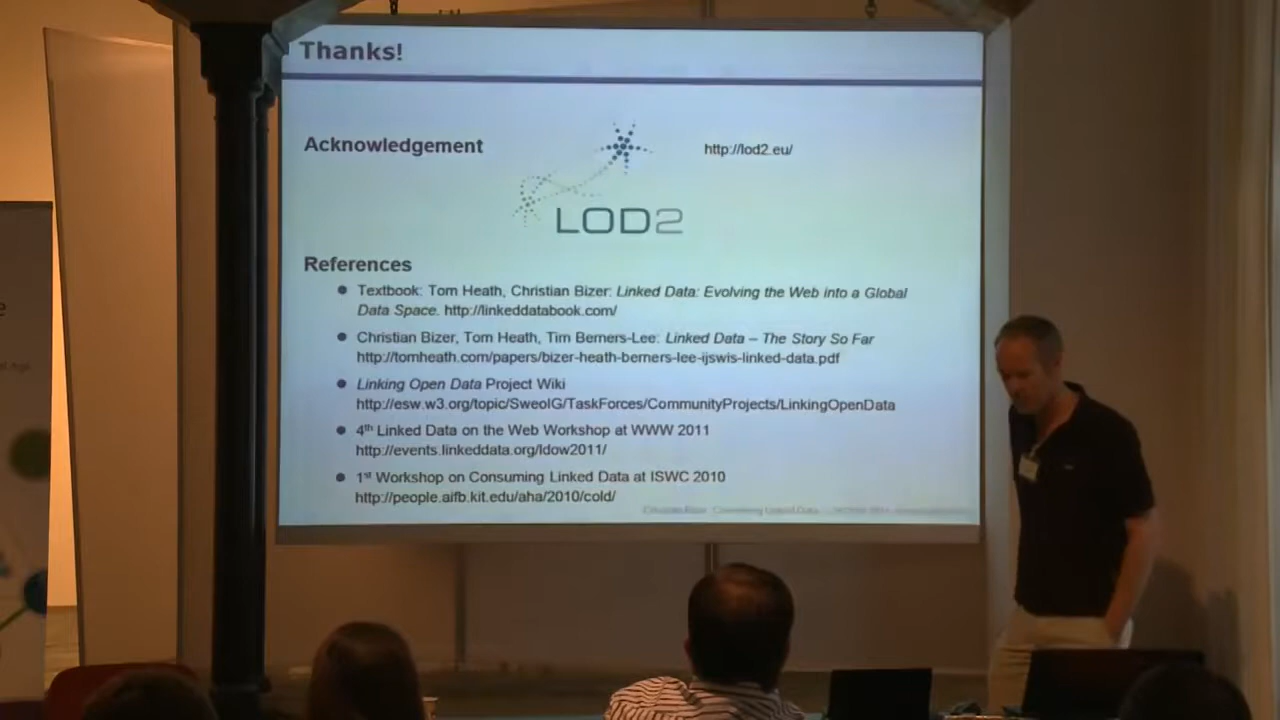 Thanks!
Acknowledgement
http://lod2.eu/
LOD2
References
Textbook: Tom Heath, Christian Bizer: Linked Data: Evolving the Web into a Global
Data Space. http://linkeddatabook.com/
Christian Bizer, Tom Heath, Tim Berners-Lee: Linked Data – The Story So Far
http://tomheath.com/papers/bizer-heath-berners-lee-ijswis-linked-data.pdf
Linking Open Data Project Wiki
http://esw.w3.org/topic/SweoIG/TaskForces/CommunityProjects/LinkingOpenData
4th Linked Data on the Web Workshop at WWW 2011
http://events.linkeddata.org/ldow2011/
1st Workshop on Consuming Linked Data at ISWC 2010
http://people.aifb.kit.edu/aha/2010/cold/
Christian Bizer: Consuming Linked Data